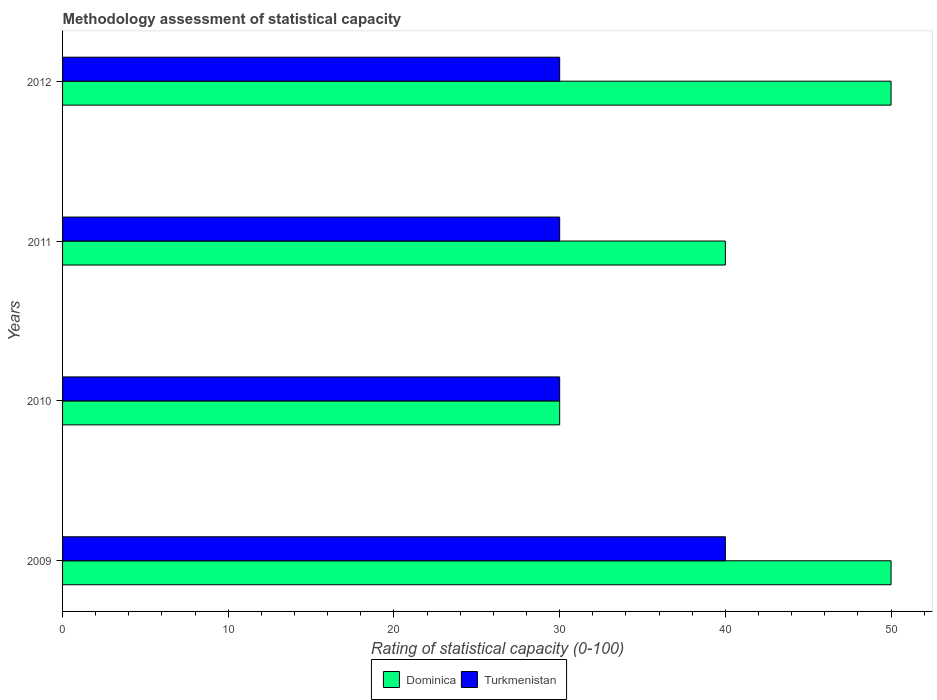 Methodology assessment of statistical capacity
2012
2011
2010
2009
Years
0
10
20
30
40
50
Rating of statistical capacity (0-100)
Dominica
Turkmenistan